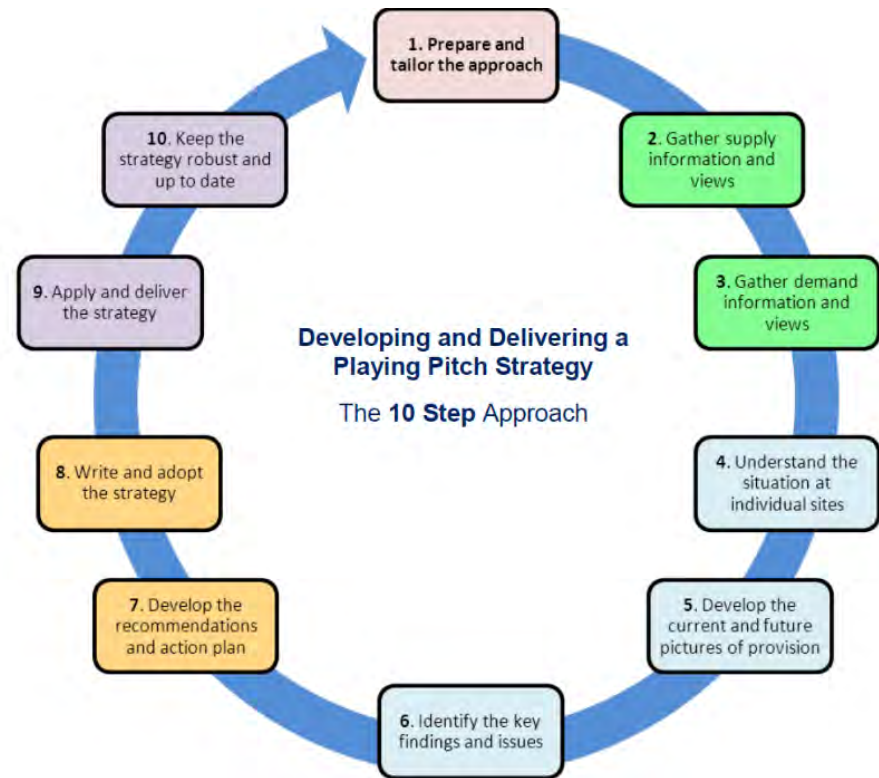 1. Prepare and
tailor the approach
2. Gather supply
information and
views
3. Gather demand
information and
views
4. Understand the
situation at
individual sites
5. Develop the
current and future
pictures of provision
6. Identify the key
findings and issues
7. Develop the
recommendations
and action plan
8. Write and adopt
the strategy
9. Apply and deliver
the strategy
10. Keep the
strategy robust and
up to date
Developing and Delivering a
Playing Pitch Strategy
The 10 Step Approach